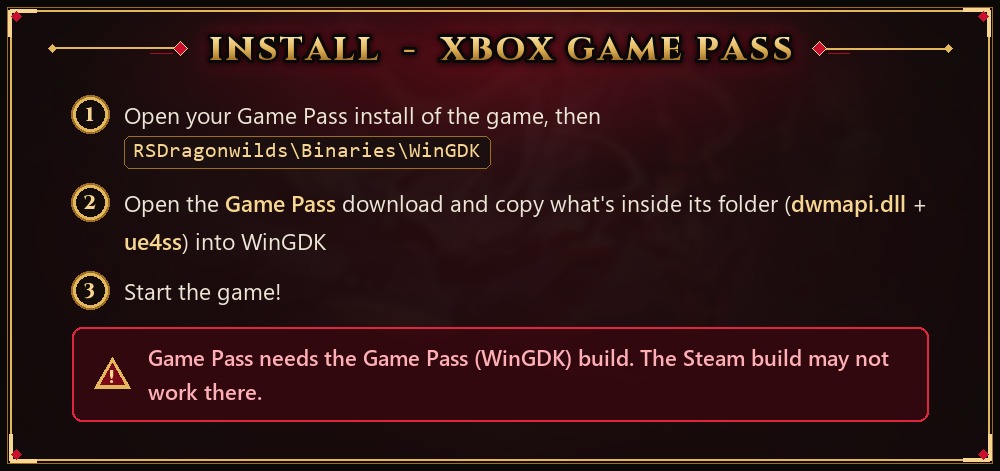 INSTALL - XBOX GAME PASS
1 Open your Game Pass install of the game, then
RSDragonwilds\Binaries\WinGDK
2 Open the Game Pass download and copy what's inside its folder (dwmapi.dll +
ue4ss) into WinGDK
3 Start the game!
! Game Pass needs the Game Pass (WinGDK) build. The Steam build may not
work there.